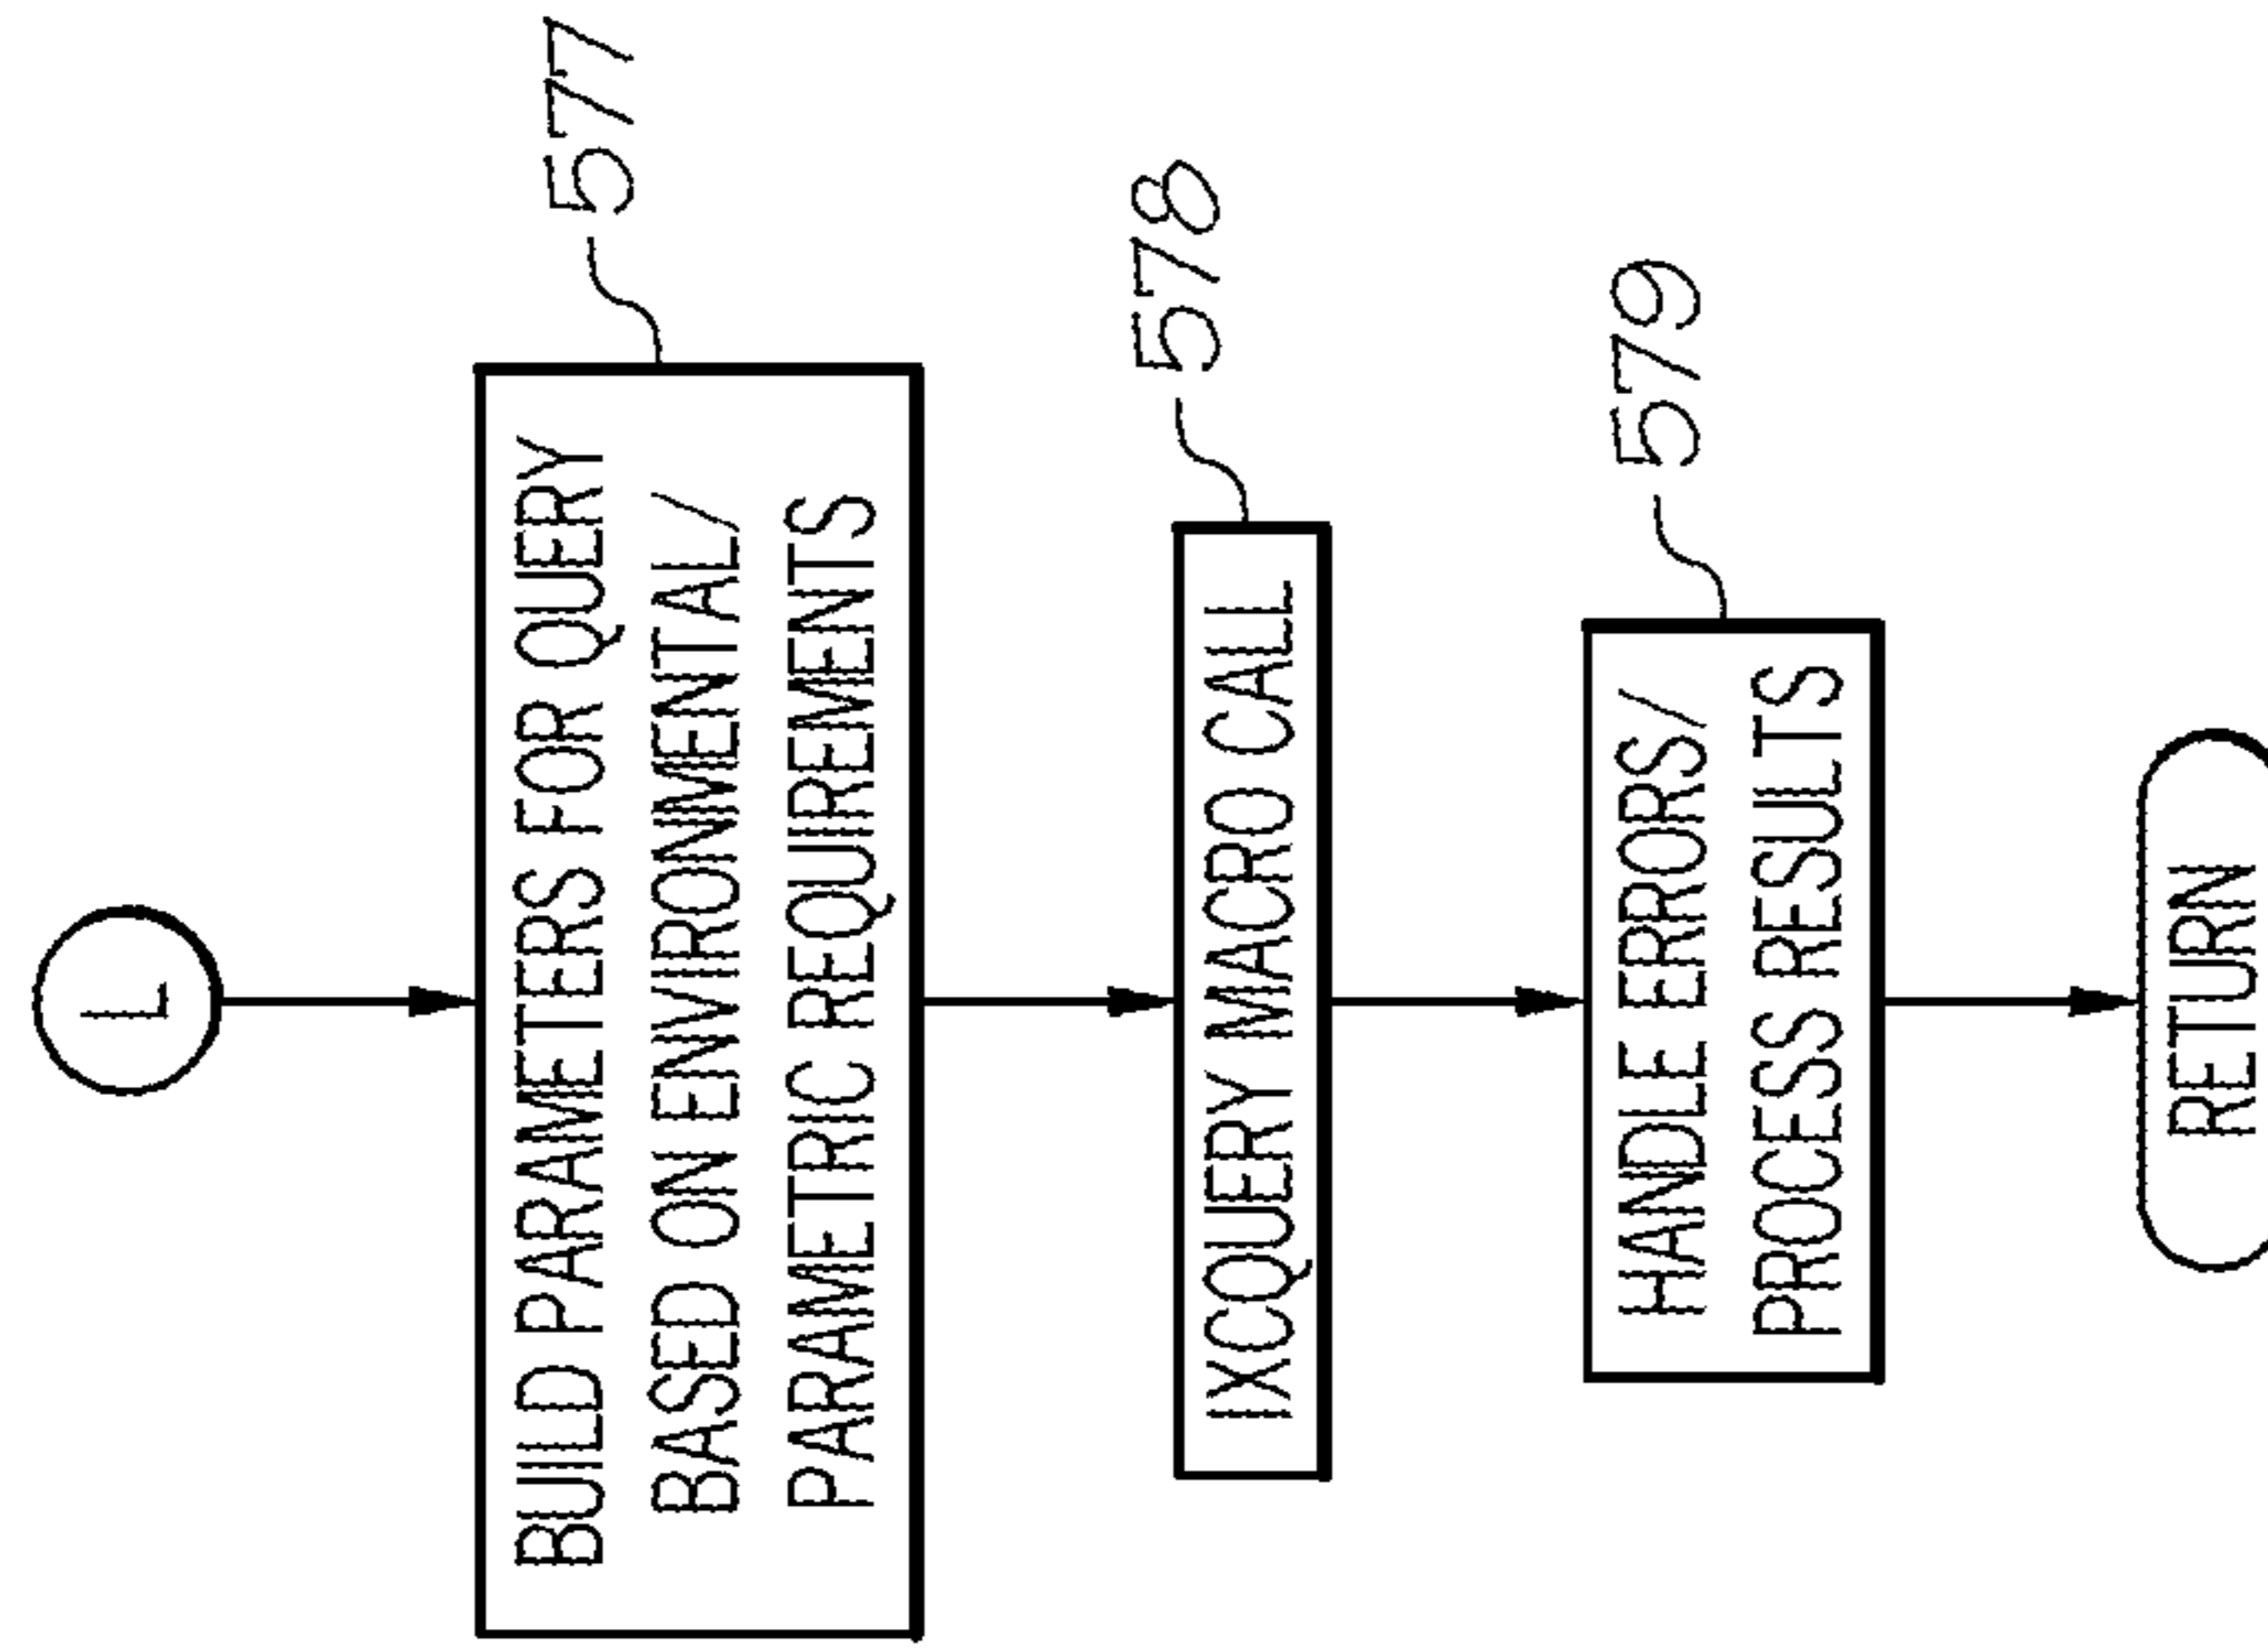 L
577
BUILD PARAMETERS FOR QUERY
BASED ON ENVIRONMENTAL/
PARAMETRIC REQUIREMENTS
578
IXCQUERY MACRO CALL
579
HANDLE ERRORS/
PROCESS RESULTS
RETURN